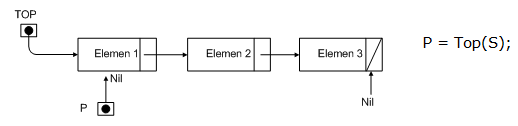 TOP
Elemen 1
Elemen 2
Elemen 3
P = Top(S);
Nil
P
Nil